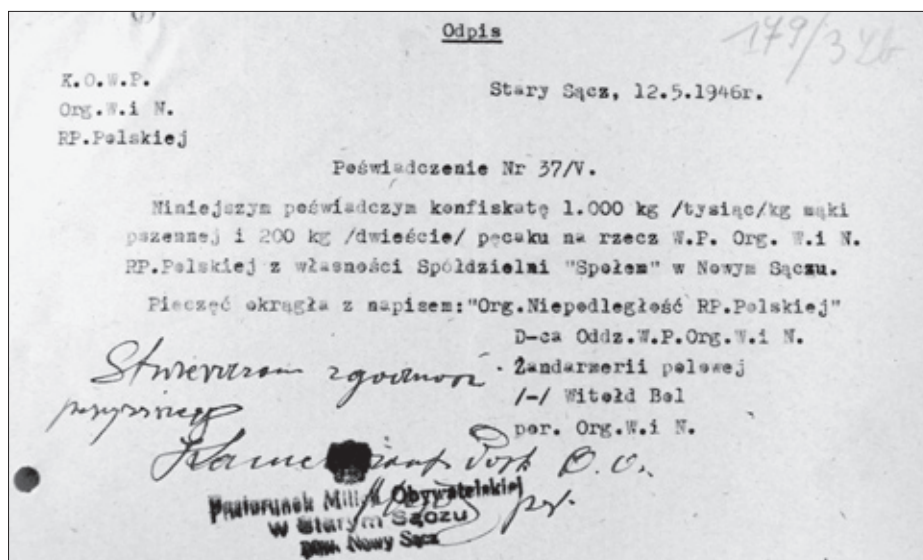 Odpis
179/3
K.O.W.P.
Org.W.i N.
RP.Polskiej
Stary Sącz, 12.5.1946r.
Poświadczenie Nr 37/V.
Niniejszym poświadczym konfiskatę 1.000 kg /tysiąc/kg mąki
pszennej i 200 kg /dwieście/ pęcaku na rzecz W.P. Org. W.i N.
RP.Polskiej z własności Spółdzielni "Społem" w Nowym Sączu.
Pieczęć okrągła z napisem:"Org.Niepodległość RP.Polskiej"
D-ca Oddz.W.P.Org.W.i N.
Żandarmerii polowej
/-/ Witold Bol
por. Org.W.i N.
Stwierdzam zgodność
Posterunek Milicji Obywatelskiej
w Starym Sączu
pow. Nowy Sącz